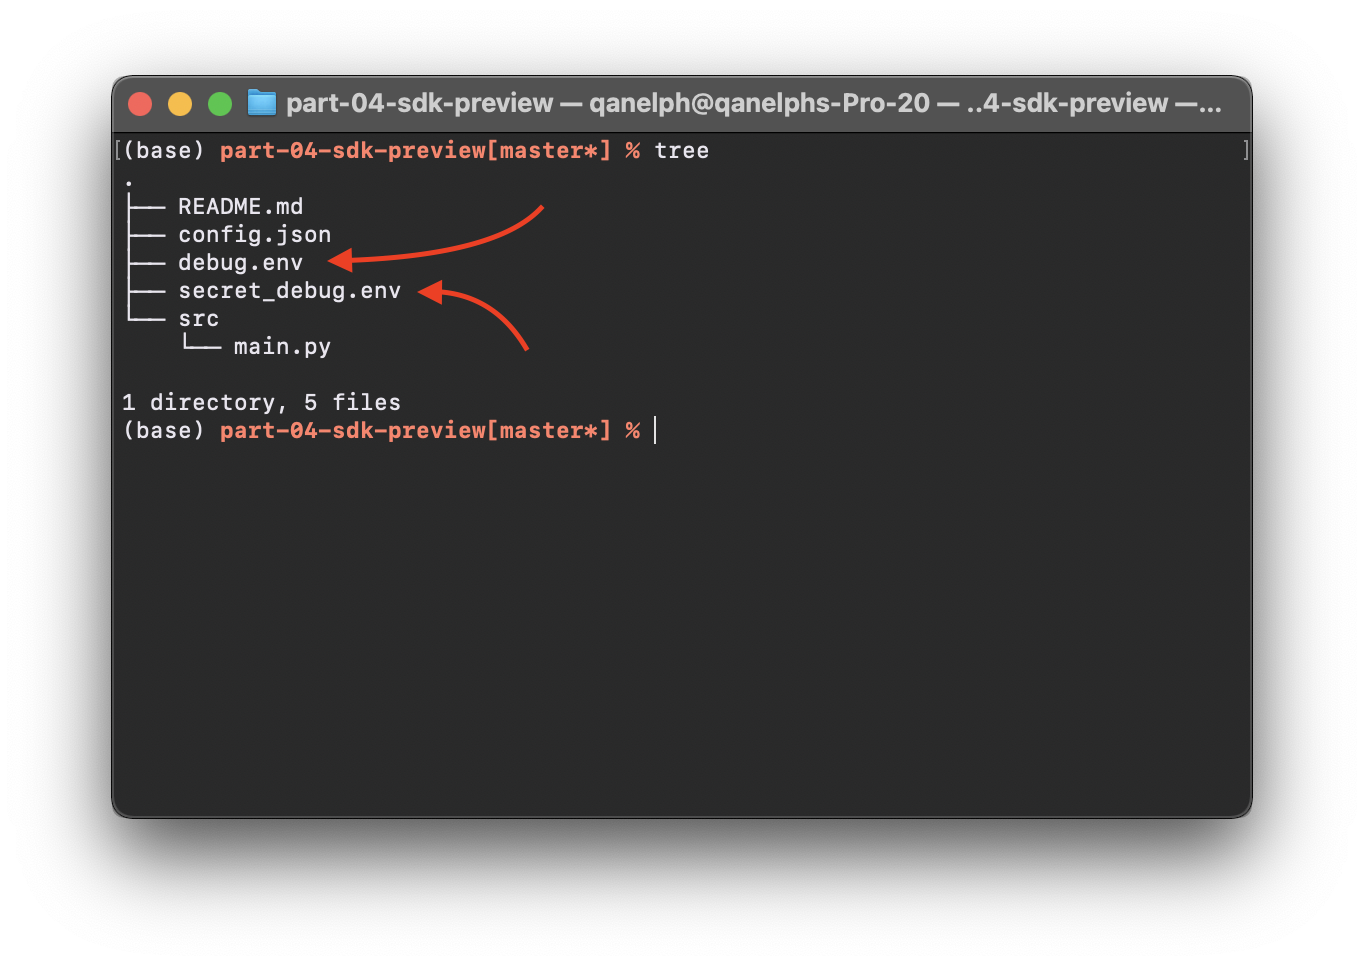 part-04-sdk-preview — qanelph@qanelphs-Pro-20 — ..4-sdk-preview —...
[(base) part-04-sdk-preview[master*] % tree ]
.
├── README.md
├── config.json
├── debug.env
├── secret_debug.env
└── src
    └── main.py
1 directory, 5 files
(base) part-04-sdk-preview[master*] %